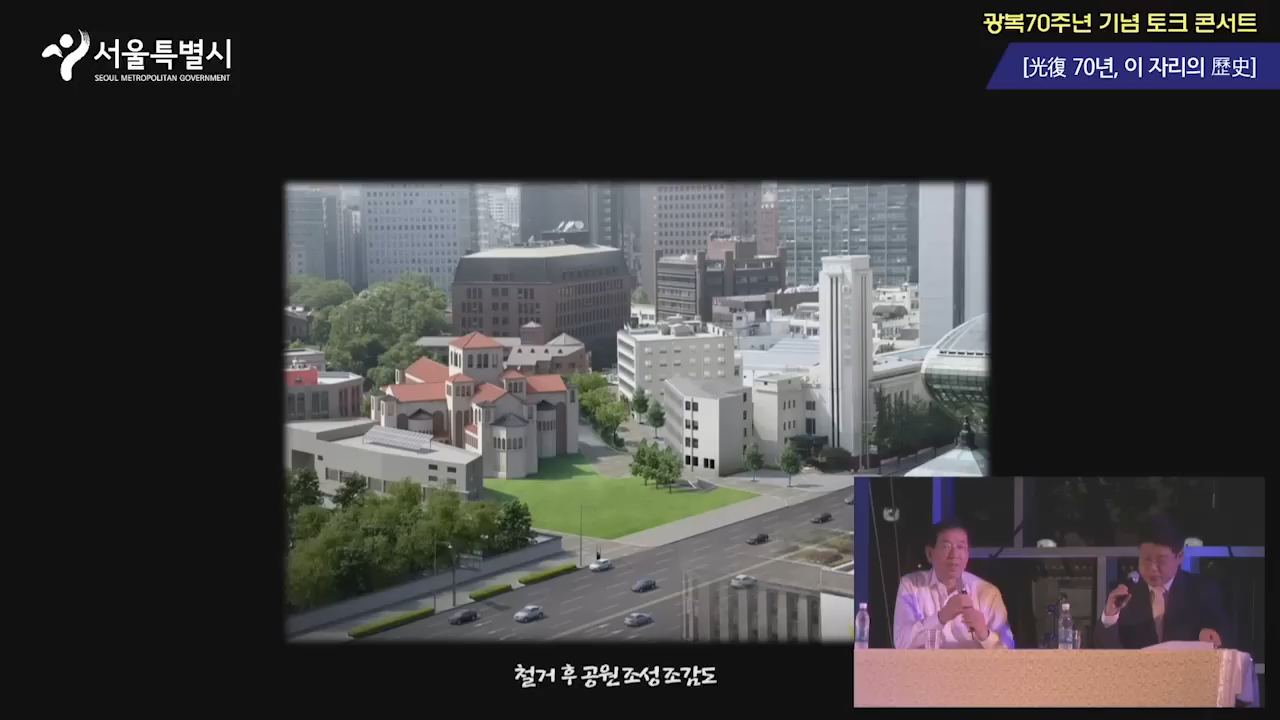 서울특별시
SEOUL METROPOLITAN GOVERNMENT
광복70주년 기념 토크 콘서트
[光復 70년, 이 자리의 歷史]
철거 후 공원 조성 조감도